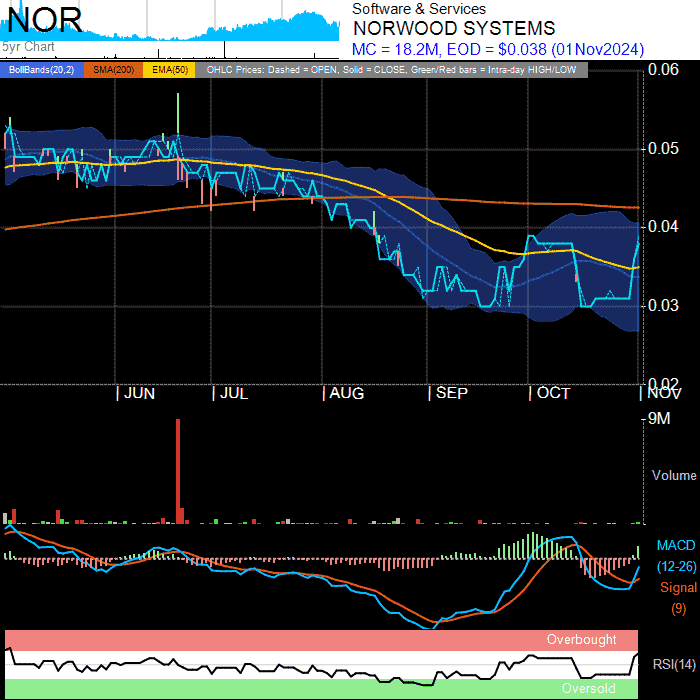 NOR
5yr Chart
Software & Services
NORWOOD SYSTEMS
MC = 18.2M, EOD = $0.038 (01Nov2024)
BollBands(20,2) SMA(200) EMA(50) OHLC Prices: Dashed = OPEN, Solid = CLOSE, Green/Red bars = Intra-day HIGH/LOW
0.06
0.05
0.04
0.03
0.02
JUN JUL AUG SEP OCT NOV
9M
Volume
MACD
(12-26)
Signal
(9)
Overbought
RSI(14)
Oversold